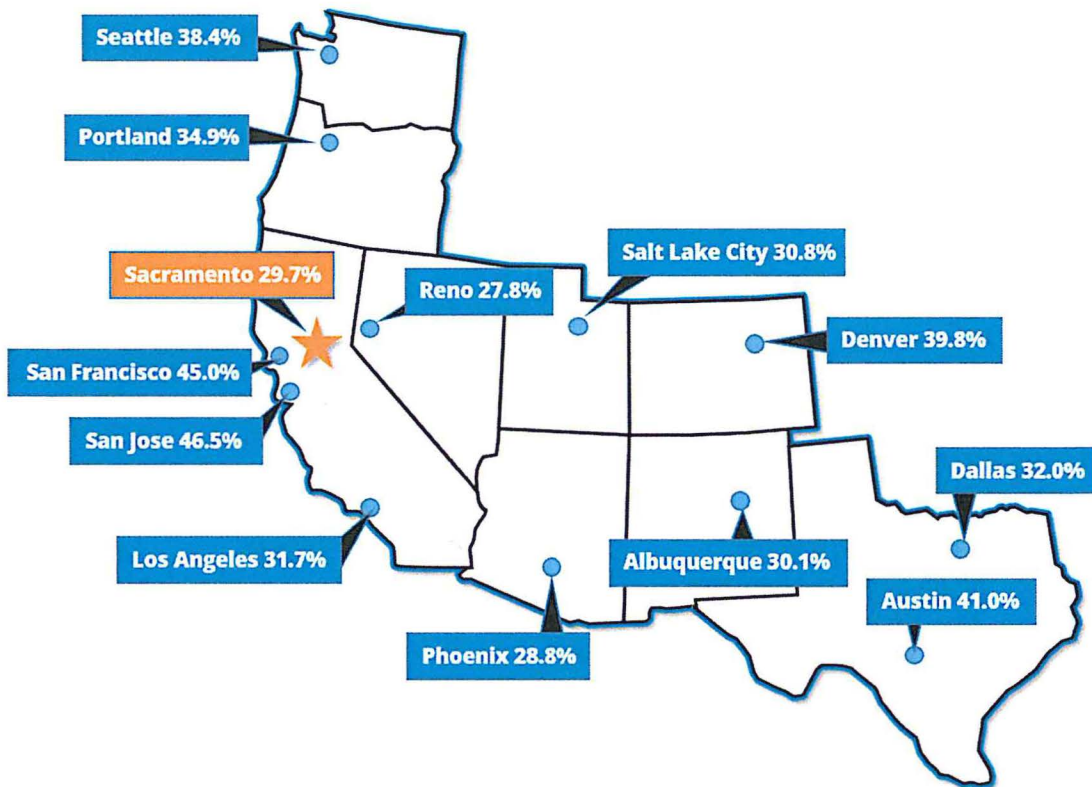 Seattle 38.4%
Portland 34.9%
Sacramento 29.7%
Reno 27.8%
Salt Lake City 30.8%
Denver 39.8%
San Francisco 45.0%
San Jose 46.5%
Dallas 32.0%
Los Angeles 31.7%
Albuquerque 30.1%
Austin 41.0%
Phoenix 28.8%